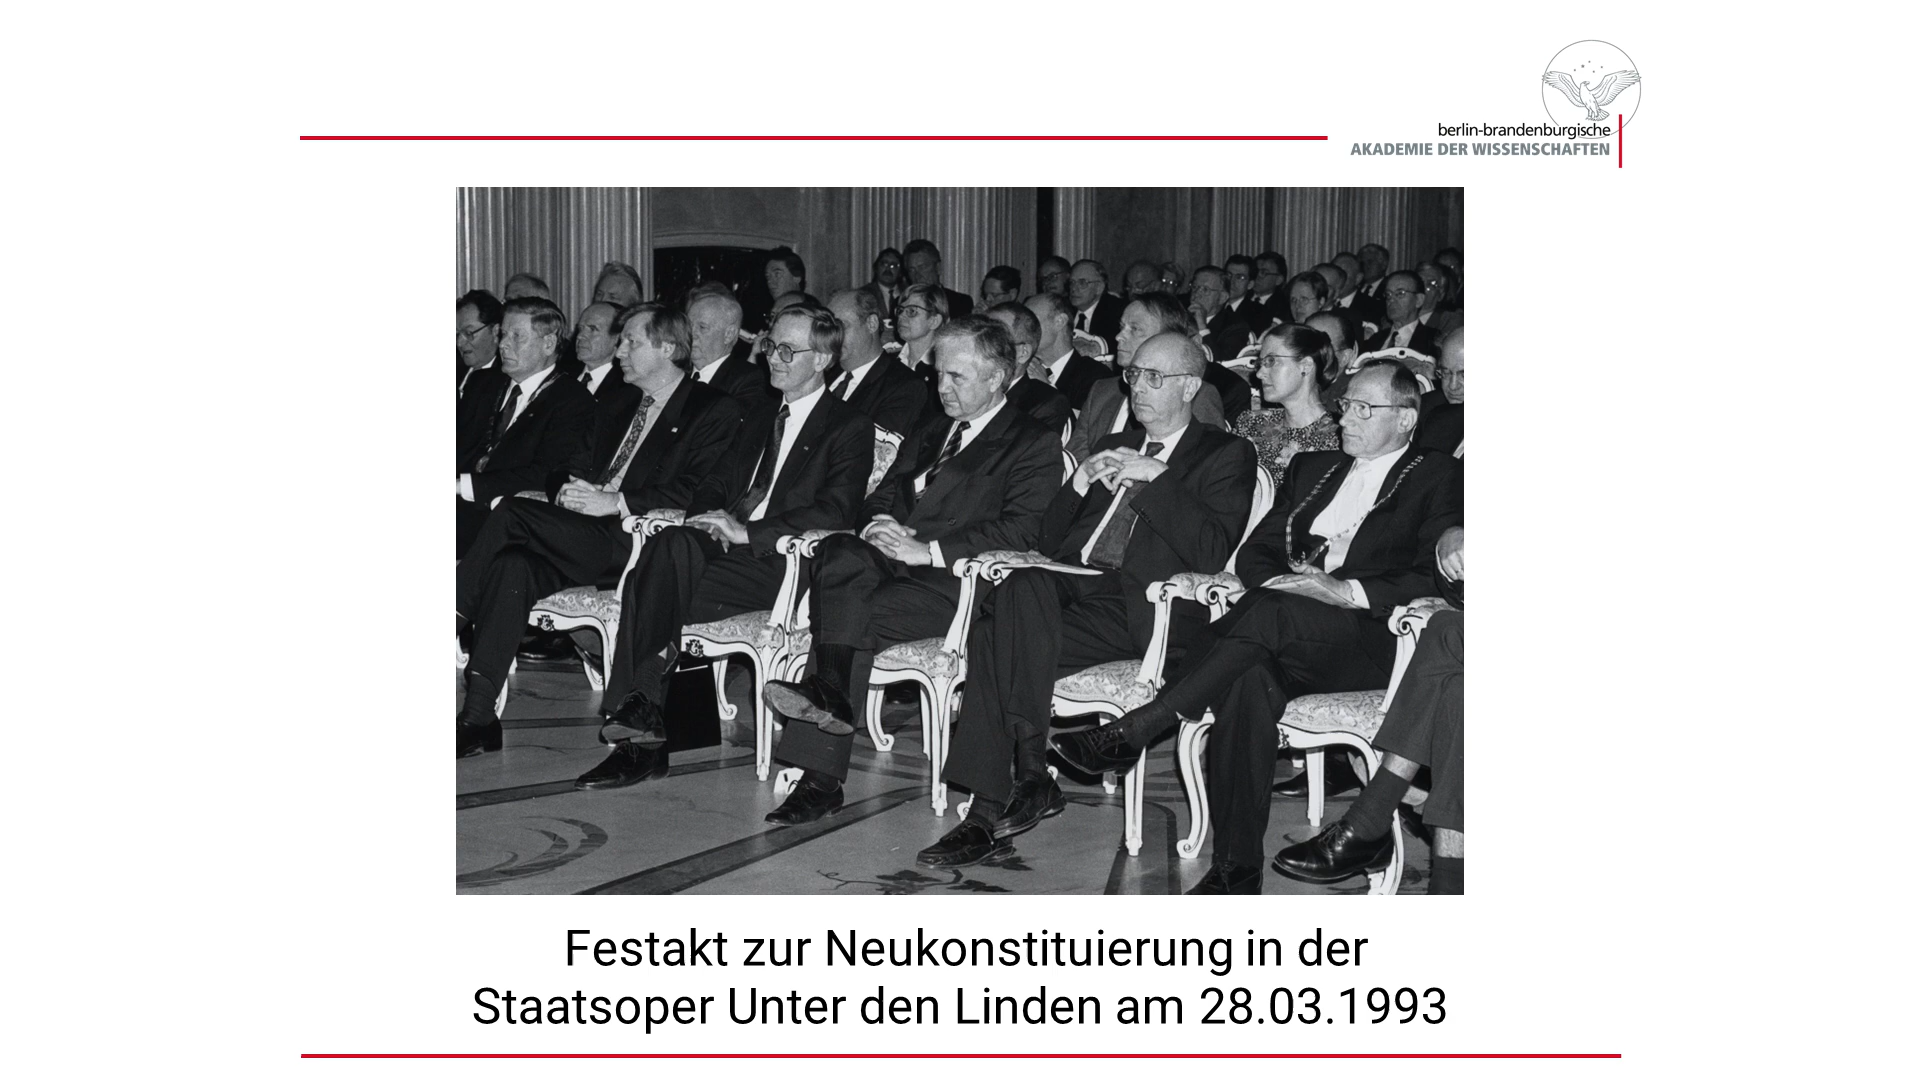 berlin-brandenburgische
AKADEMIE DER WISSENSCHAFTEN
Festakt zur Neukonstituierung in der
Staatsoper Unter den Linden am 28.03.1993